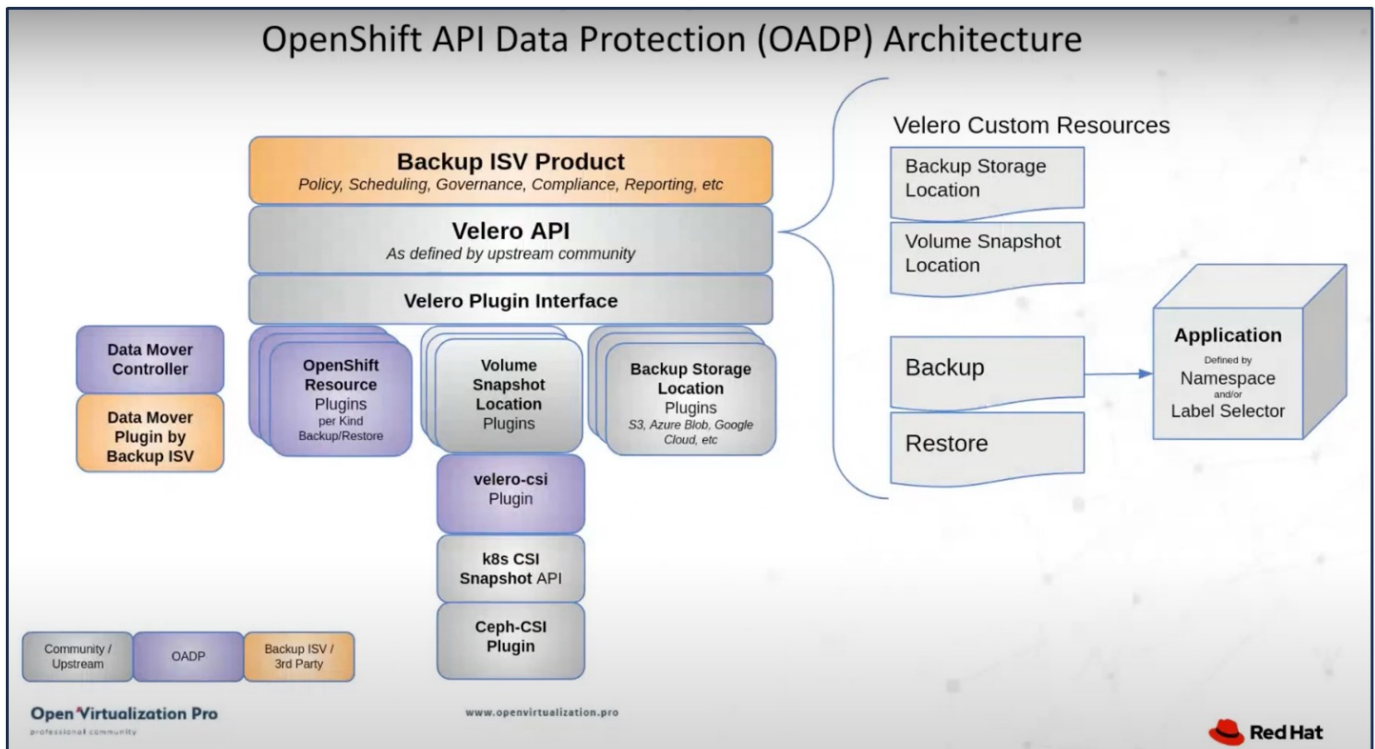 OpenShift API Data Protection (OADP) Architecture
Backup ISV Product
Policy, Scheduling, Governance, Compliance, Reporting, etc
Velero API
As defined by upstream community
Velero Plugin Interface
Data Mover
Controller
Data Mover
Plugin by
Backup ISV
OpenShift
Resource
Plugins
per Kind
Backup/Restore
Volume
Snapshot
Location
Plugins
Backup Storage
Location
Plugins
S3, Azure Blob, Google
Cloud, etc
velero-csi
Plugin
k8s CSI
Snapshot API
Ceph-CSI
Plugin
Velero Custom Resources
Backup Storage
Location
Volume Snapshot
Location
Backup
Restore
Application
Defined by
Namespace
and/or
Label Selector
Community /
Upstream
OADP
Backup ISV /
3rd Party
Open Virtualization Pro
professional community
www.openvirtualization.pro
Red Hat